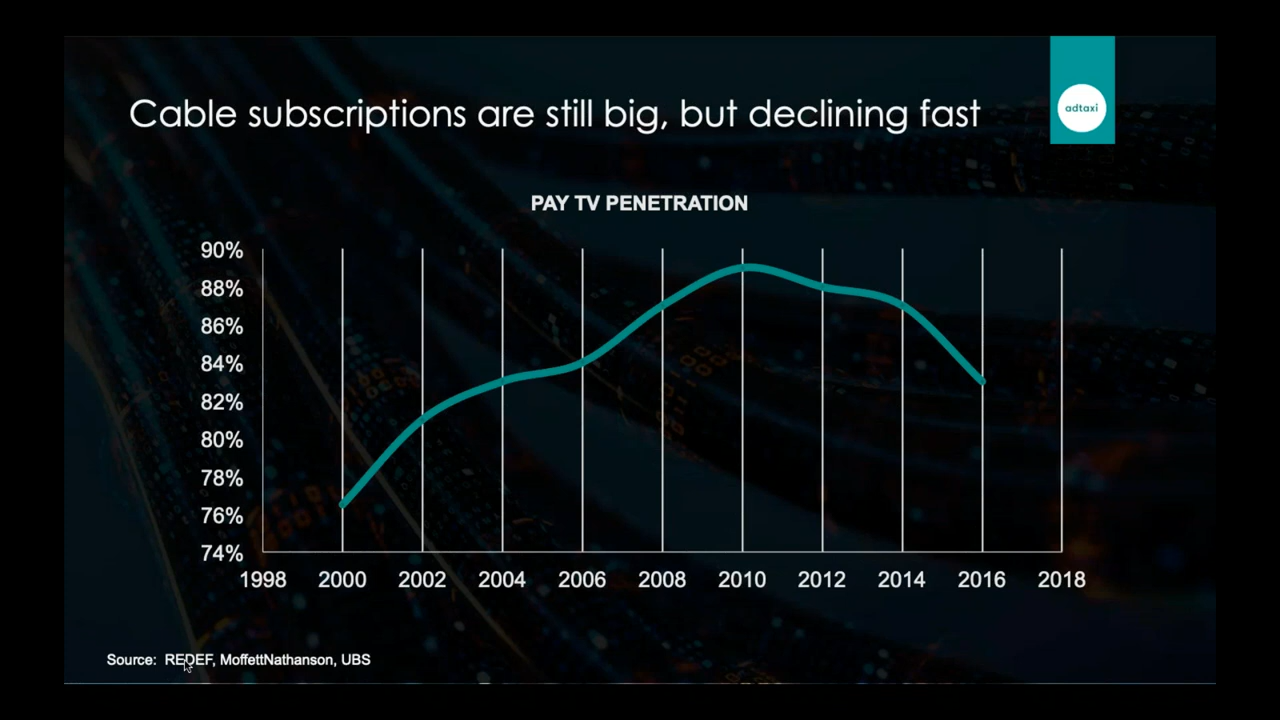 Cable subscriptions are still big, but declining fast
adtaxi
PAY TV PENETRATION
90%
88%
86%
84%
82%
80%
78%
76%
74%
1998 2000 2002 2004 2006 2008 2010 2012 2014 2016 2018
Source: REDEF, MoffettNathanson, UBS